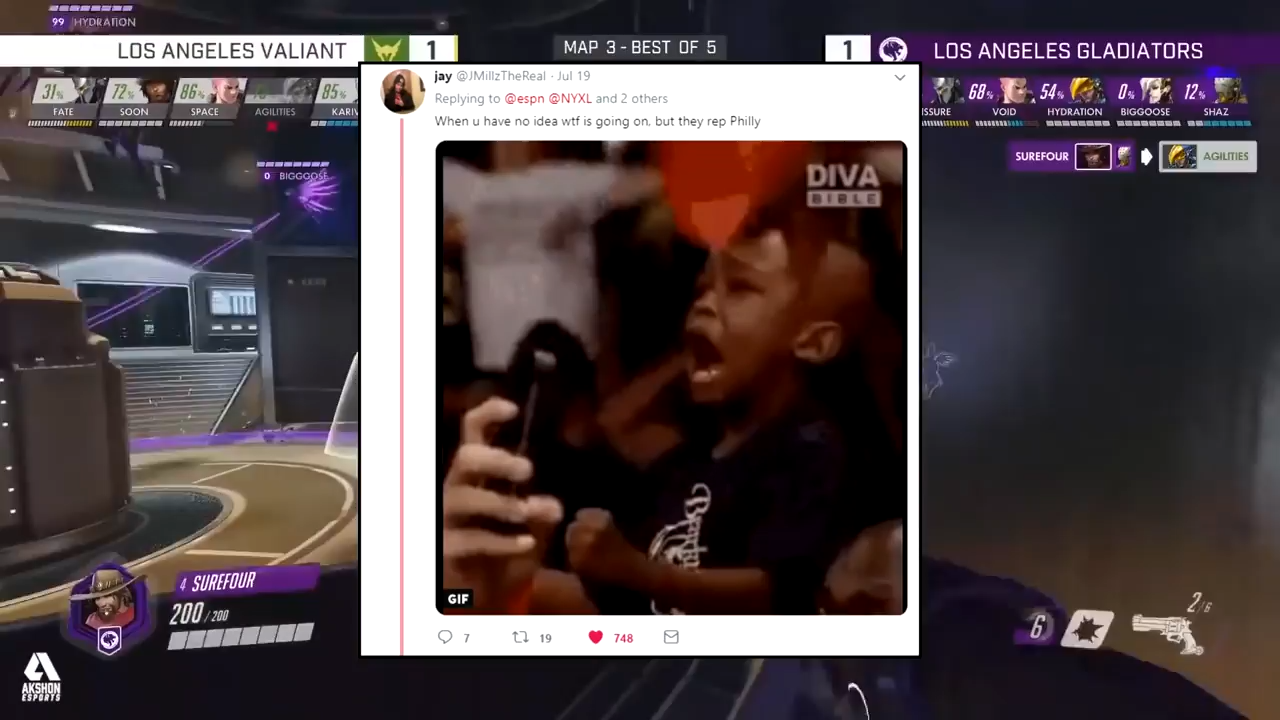 99 HYDRATION
LOS ANGELES VALIANT 1
MAP 3 - BEST OF 5
1 LOS ANGELES GLADIATORS
31% 72% 86% 85%
FATE SOON SPACE AGILITIES KARIV
68% 54% 0% 12%
SSURE VOID HYDRATION BIGGOOSE SHAZ
0 BIGGOOSE
SUREFOUR AGILITIES
jay @JMillzTheReal · Jul 19
Replying to @espn @NYXL and 2 others
When u have no idea wtf is going on, but they rep Philly
DIVA
BIBLE
GIF
7 19 748
4 SUREFOUR
200/200
6
2/6
AKSHON
ESPORTS